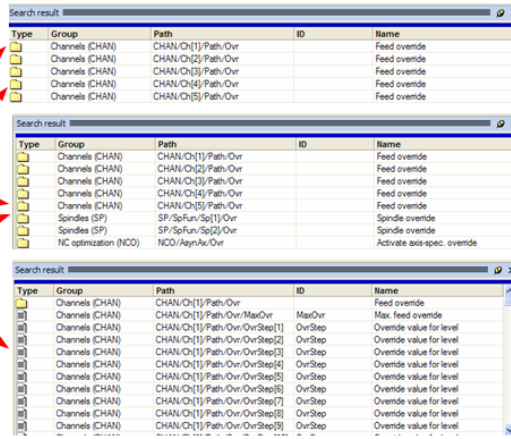 Search result
Type Group Path ID Name
Channels (CHAN) CHAN/Ch[1]/Path/Ovr Feed override
Channels (CHAN) CHAN/Ch[2]/Path/Ovr Feed override
Channels (CHAN) CHAN/Ch[3]/Path/Ovr Feed override
Channels (CHAN) CHAN/Ch[4]/Path/Ovr Feed override
Channels (CHAN) CHAN/Ch[5]/Path/Ovr Feed override
Search result
Type Group Path ID Name
Channels (CHAN) CHAN/Ch[1]/Path/Ovr Feed override
Channels (CHAN) CHAN/Ch[2]/Path/Ovr Feed override
Channels (CHAN) CHAN/Ch[3]/Path/Ovr Feed override
Channels (CHAN) CHAN/Ch[4]/Path/Ovr Feed override
Channels (CHAN) CHAN/Ch[5]/Path/Ovr Feed override
Spindles (SP) SP/SpFun/Sp[1]/Ovr Spindle override
Spindles (SP) SP/SpFun/Sp[2]/Ovr Spindle override
NC optimization (NCO) NCO/AsynAx/Ovr Activate axis-spec. override
Search result
Type Group Path ID Name
Channels (CHAN) CHAN/Ch[1]/Path/Ovr Feed override
Channels (CHAN) CHAN/Ch[1]/Path/Ovr/MaxOvr MaxOvr Max. feed override
Channels (CHAN) CHAN/Ch[1]/Path/Ovr/OvrStep[1] OvrStep Override value for level
Channels (CHAN) CHAN/Ch[1]/Path/Ovr/OvrStep[2] OvrStep Override value for level
Channels (CHAN) CHAN/Ch[1]/Path/Ovr/OvrStep[3] OvrStep Override value for level
Channels (CHAN) CHAN/Ch[1]/Path/Ovr/OvrStep[4] OvrStep Override value for level
Channels (CHAN) CHAN/Ch[1]/Path/Ovr/OvrStep[5] OvrStep Override value for level
Channels (CHAN) CHAN/Ch[1]/Path/Ovr/OvrStep[6] OvrStep Override value for level
Channels (CHAN) CHAN/Ch[1]/Path/Ovr/OvrStep[7] OvrStep Override value for level
Channels (CHAN) CHAN/Ch[1]/Path/Ovr/OvrStep[8] OvrStep Override value for level
Channels (CHAN) CHAN/Ch[1]/Path/Ovr/OvrStep[9] OvrStep Override value for level